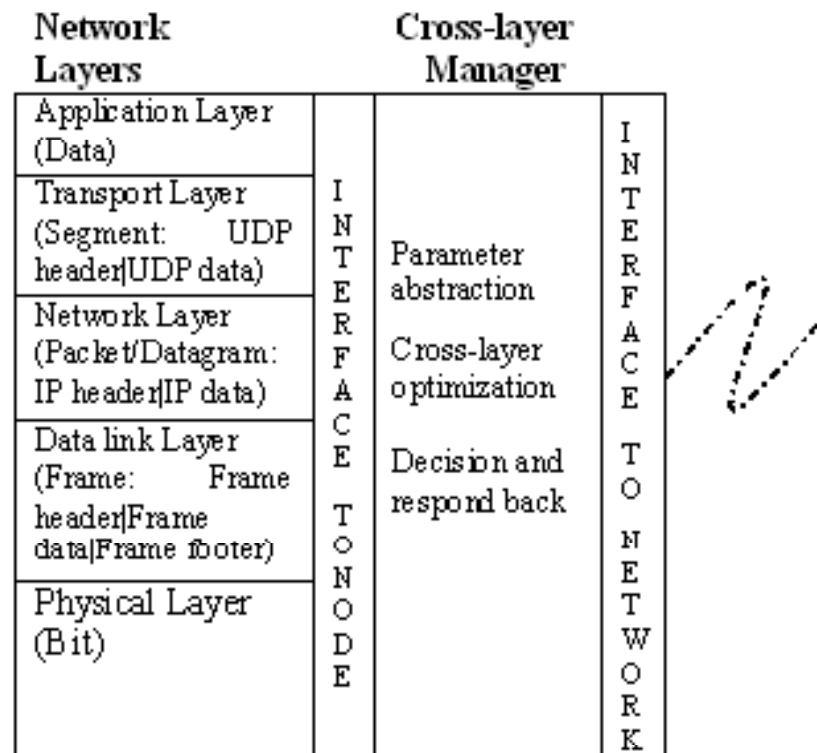 Network
Layers
Cross-layer
Manager
Application Layer
(Data)
Transport Layer
(Segment: UDP
header|UDP data)
Network Layer
(Packet/Datagram:
IP header|IP data)
Data link Layer
(Frame: Frame
header|Frame
data|Frame footer)
Physical Layer
(Bit)
INTERFACE TO NODE
Parameter
abstraction
Cross-layer
optimization
Decision and
respond back
INTERFACE TO NETWORK